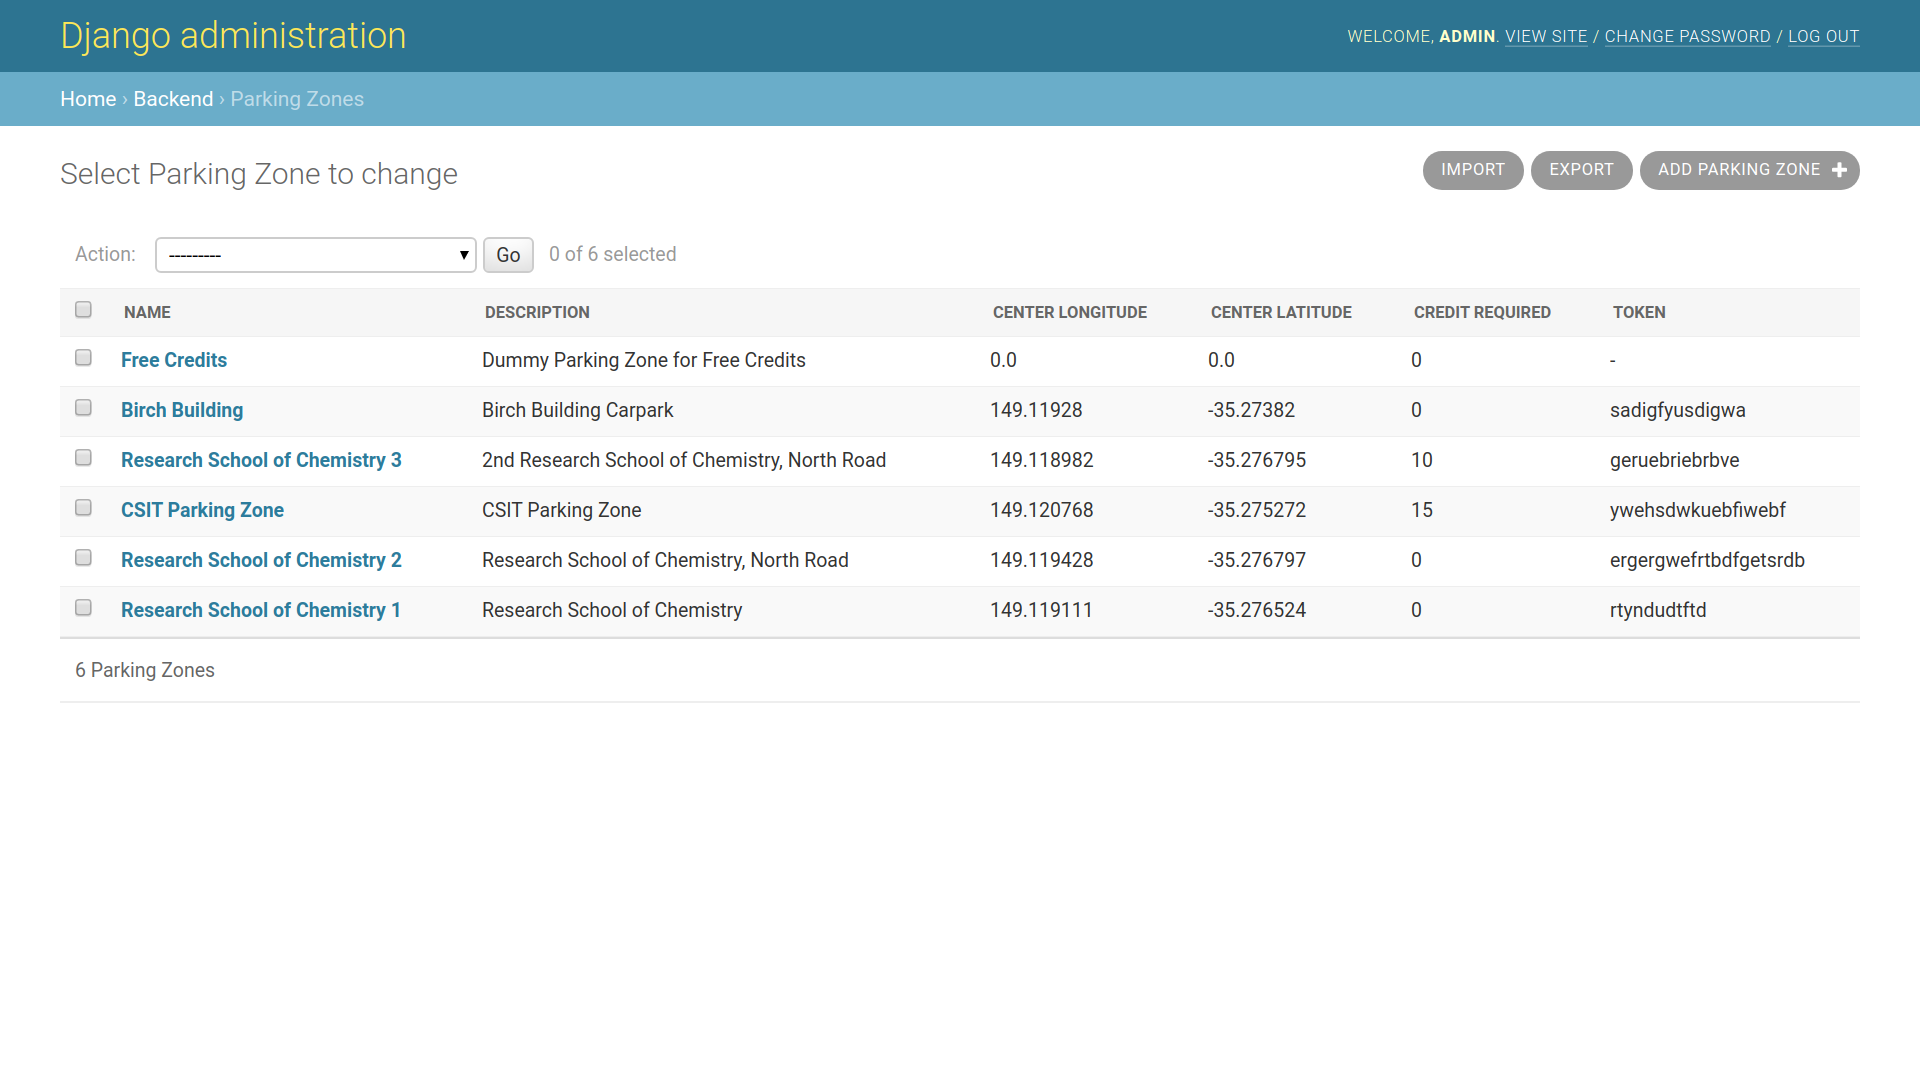 Django administration
WELCOME, ADMIN. VIEW SITE / CHANGE PASSWORD / LOG OUT
Home › Backend › Parking Zones
Select Parking Zone to change
IMPORT EXPORT ADD PARKING ZONE
Action: --------- Go 0 of 6 selected
NAME DESCRIPTION CENTER LONGITUDE CENTER LATITUDE CREDIT REQUIRED TOKEN
Free Credits Dummy Parking Zone for Free Credits 0.0 0.0 0 -
Birch Building Birch Building Carpark 149.11928 -35.27382 0 sadigfyusdigwa
Research School of Chemistry 3 2nd Research School of Chemistry, North Road 149.118982 -35.276795 10 geruebriebrbve
CSIT Parking Zone CSIT Parking Zone 149.120768 -35.275272 15 ywehsdwkuebfiwebf
Research School of Chemistry 2 Research School of Chemistry, North Road 149.119428 -35.276797 0 ergergwefrtbdfgetsrdb
Research School of Chemistry 1 Research School of Chemistry 149.119111 -35.276524 0 rtyndudtftd
6 Parking Zones